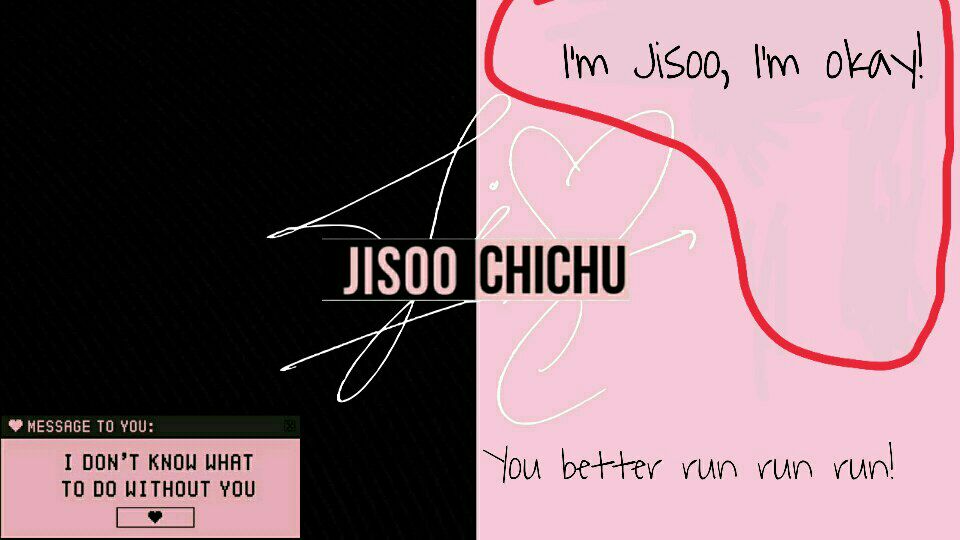 I'm Jisoo, I'm okay!
JISOO CHICHU
MESSAGE TO YOU:
I DON'T KNOW WHAT
TO DO WITHOUT YOU
You better run run run!